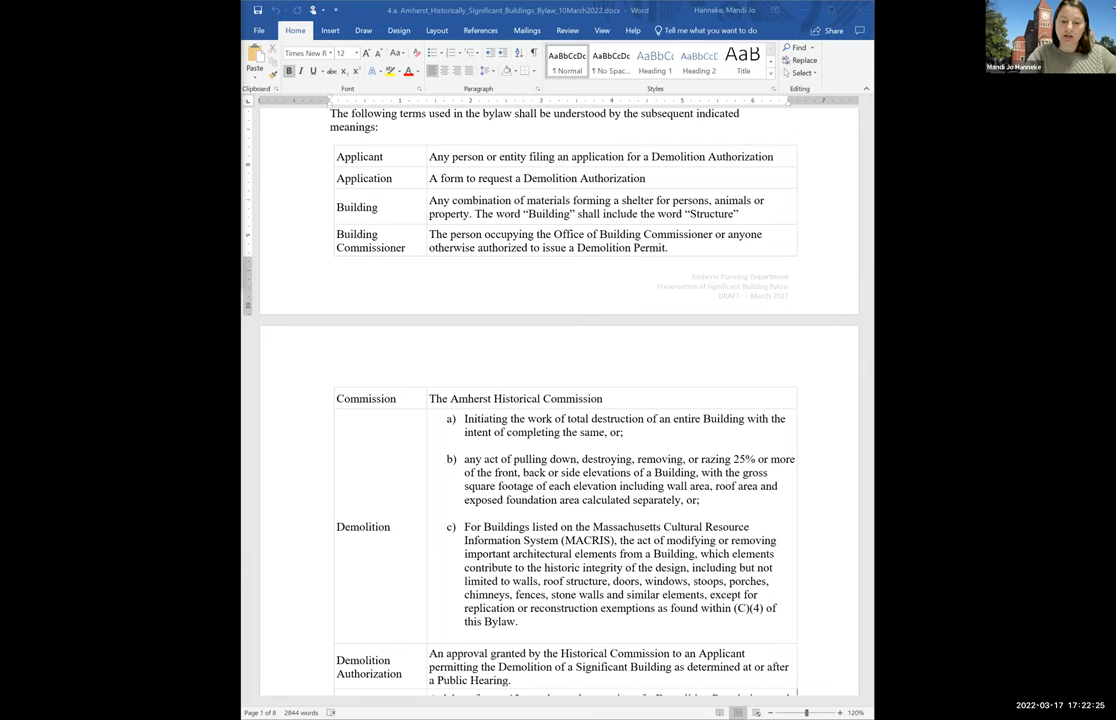 4.a. Amherst_Historically_Significant_Buildings_Bylaw_10March2022.docx - Word
Hanneke, Mandi Jo
File Home Insert Draw Design Layout References Mailings Review View Help Tell me what you want to do Share
Paste
Times New R 12 Aa
B I U abc X₂ X² A A
Clipboard Font Paragraph Styles Editing
AaBbCcDc AaBbCcDc AaBbC AaBbCcC AaB
¶ Normal ¶ No Spac... Heading 1 Heading 2 Title
Find
Replace
Select
1 2 3 4 5 6 7
Mandi Jo Hanneke
The following terms used in the bylaw shall be understood by the subsequent indicated
meanings:
Applicant Any person or entity filing an application for a Demolition Authorization
Application A form to request a Demolition Authorization
Building Any combination of materials forming a shelter for persons, animals or
property. The word “Building” shall include the word “Structure”
Building The person occupying the Office of Building Commissioner or anyone
Commissioner otherwise authorized to issue a Demolition Permit.
Amherst Planning Department
Preservation of Significant Building Bylaw
DRAFT — March 2022
Commission The Amherst Historical Commission
a) Initiating the work of total destruction of an entire Building with the
intent of completing the same, or;
b) any act of pulling down, destroying, removing, or razing 25% or more
of the front, back or side elevations of a Building, with the gross
square footage of each elevation including wall area, roof area and
exposed foundation area calculated separately, or;
Demolition c) For Buildings listed on the Massachusetts Cultural Resource
Information System (MACRIS), the act of modifying or removing
important architectural elements from a Building, which elements
contribute to the historic integrity of the design, including but not
limited to walls, roof structure, doors, windows, stoops, porches,
chimneys, fences, stone walls and similar elements, except for
replication or reconstruction exemptions as found within (C)(4) of
this Bylaw.
Demolition An approval granted by the Historical Commission to an Applicant
Authorization permitting the Demolition of a Significant Building as determined at or after
a Public Hearing.
Page 1 of 8 2844 words 120%
2022-03-17 17:22:25